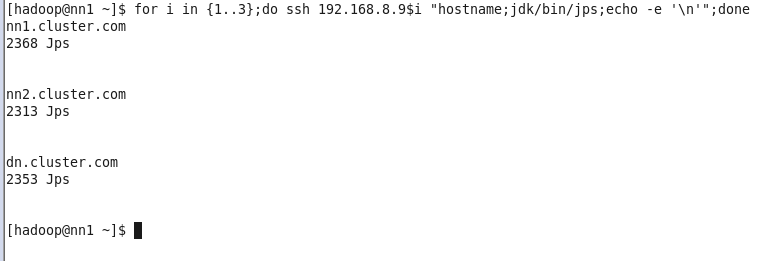 [hadoop@nn1 ~]$ for i in {1..3};do ssh 192.168.8.9$i "hostname;jdk/bin/jps;echo -e '\n'";done
nn1.cluster.com
2368 Jps
nn2.cluster.com
2313 Jps
dn.cluster.com
2353 Jps
[hadoop@nn1 ~]$